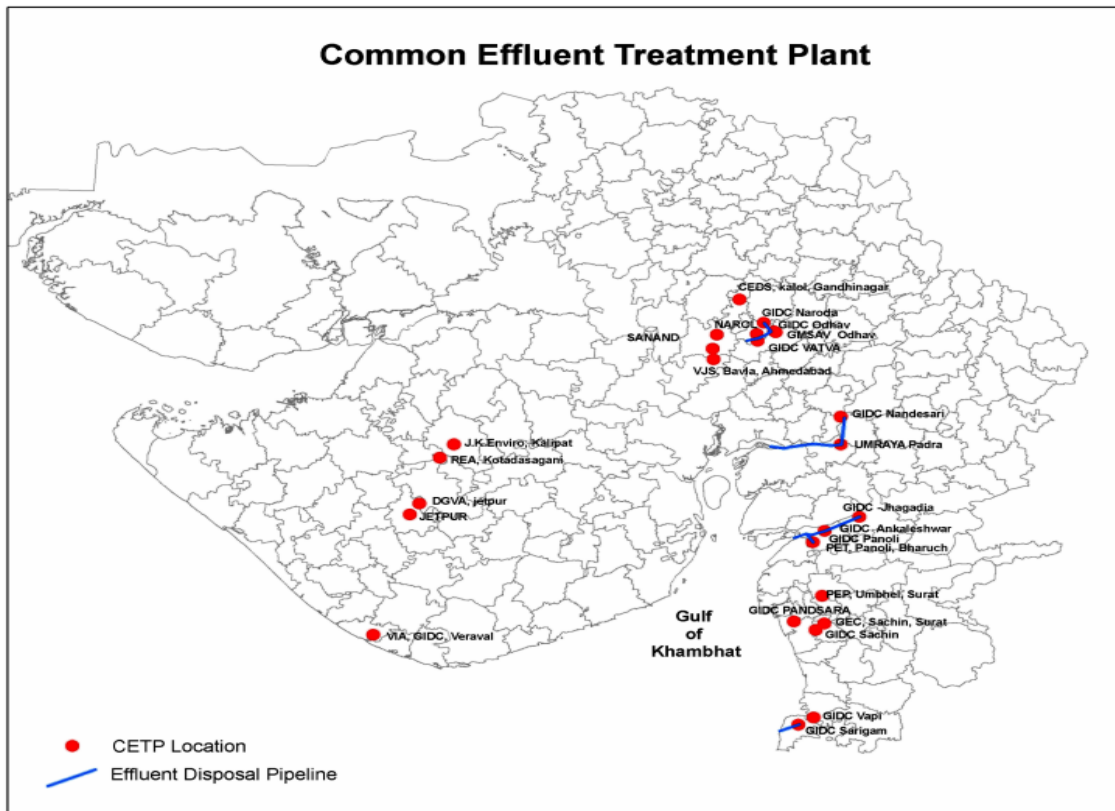 Common Effluent Treatment Plant
CEDS, kalol, Gandhinagar
GIDC Naroda
NAROL
GIDC Odhav
SANAND
GMSAV Odhav
GIDC VATVA
VJS, Bavla, Ahmedabad
GIDC Nandesari
J.K.Enviro, Kalipat
UMRAYA Padra
REA, Kotadasagani
DGVA, jetpur
GIDC -Jhagadia
JETPUR
GIDC Ankaleshwar
GIDC Panoli
PET, Panoli, Bharuch
PEP, Umbhel, Surat
GIDC PANDSARA
Gulf
of
Khambhat
GEC, Sachin, Surat
GIDC Sachin
VIA, GIDC, Veraval
GIDC Vapi
GIDC Sarigam
CETP Location
Effluent Disposal Pipeline